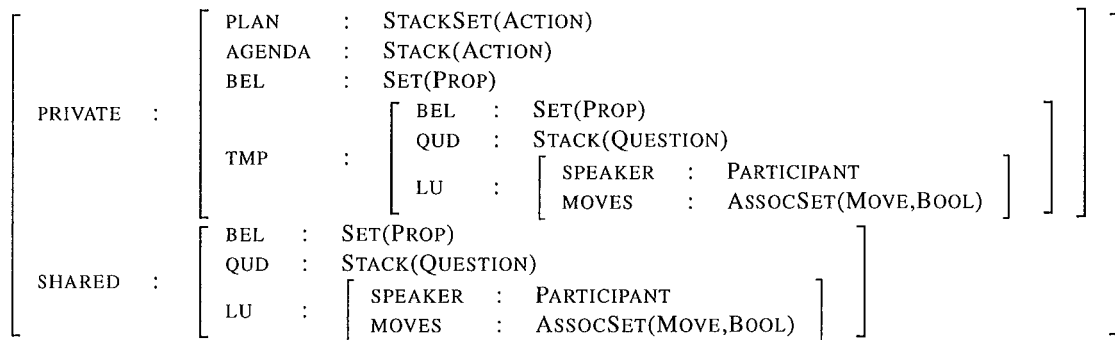 PLAN : STACKSET(ACTION)
AGENDA : STACK(ACTION)
BEL : SET(PROP)
PRIVATE :
TMP :
BEL : SET(PROP)
QUD : STACK(QUESTION)
LU :
SPEAKER : PARTICIPANT
MOVES : ASSOCSET(MOVE,BOOL)
SHARED :
BEL : SET(PROP)
QUD : STACK(QUESTION)
LU :
SPEAKER : PARTICIPANT
MOVES : ASSOCSET(MOVE,BOOL)